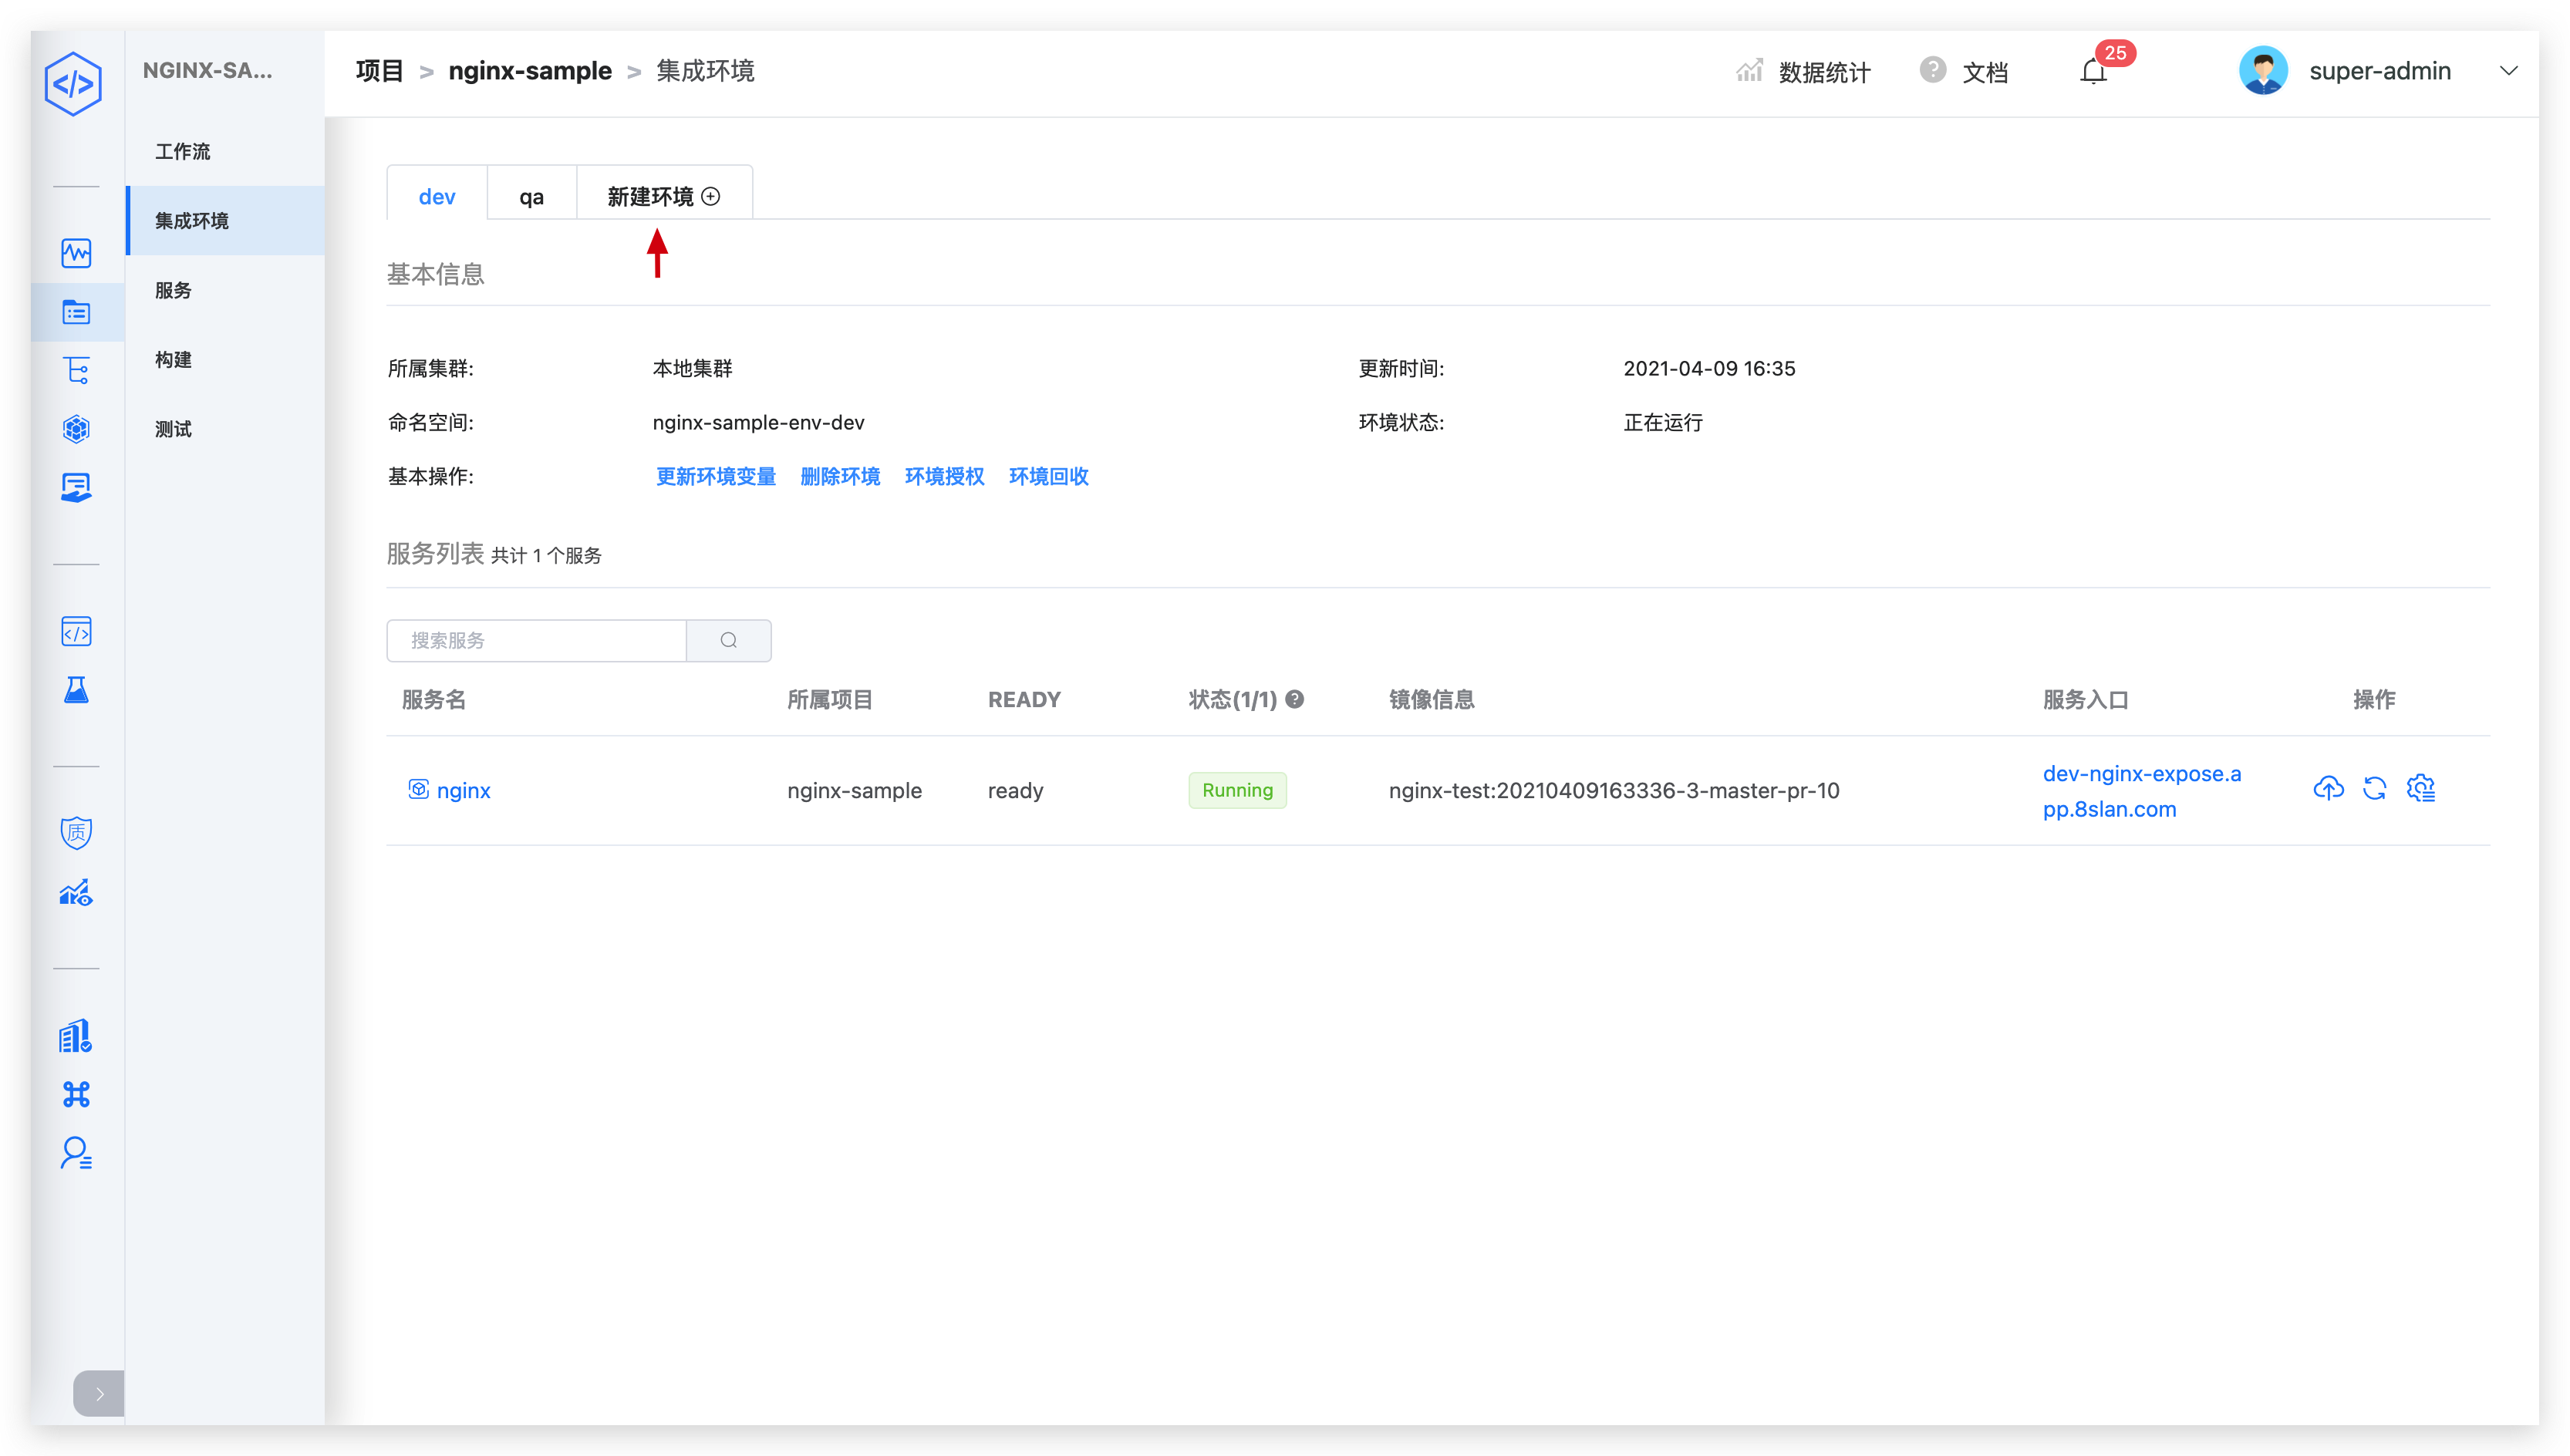 NGINX-SA...
工作流
集成环境
服务
构建
测试
质
项目 > nginx-sample > 集成环境
数据统计
? 文档
25
super-admin
dev
qa
新建环境
基本信息
所属集群: 本地集群
更新时间: 2021-04-09 16:35
命名空间: nginx-sample-env-dev
环境状态: 正在运行
基本操作: 更新环境变量 删除环境 环境授权 环境回收
服务列表 共计 1 个服务
搜索服务
服务名 所属项目 READY 状态(1/1) ? 镜像信息 服务入口 操作
nginx nginx-sample ready Running nginx-test:20210409163336-3-master-pr-10 dev-nginx-expose.a
pp.8slan.com